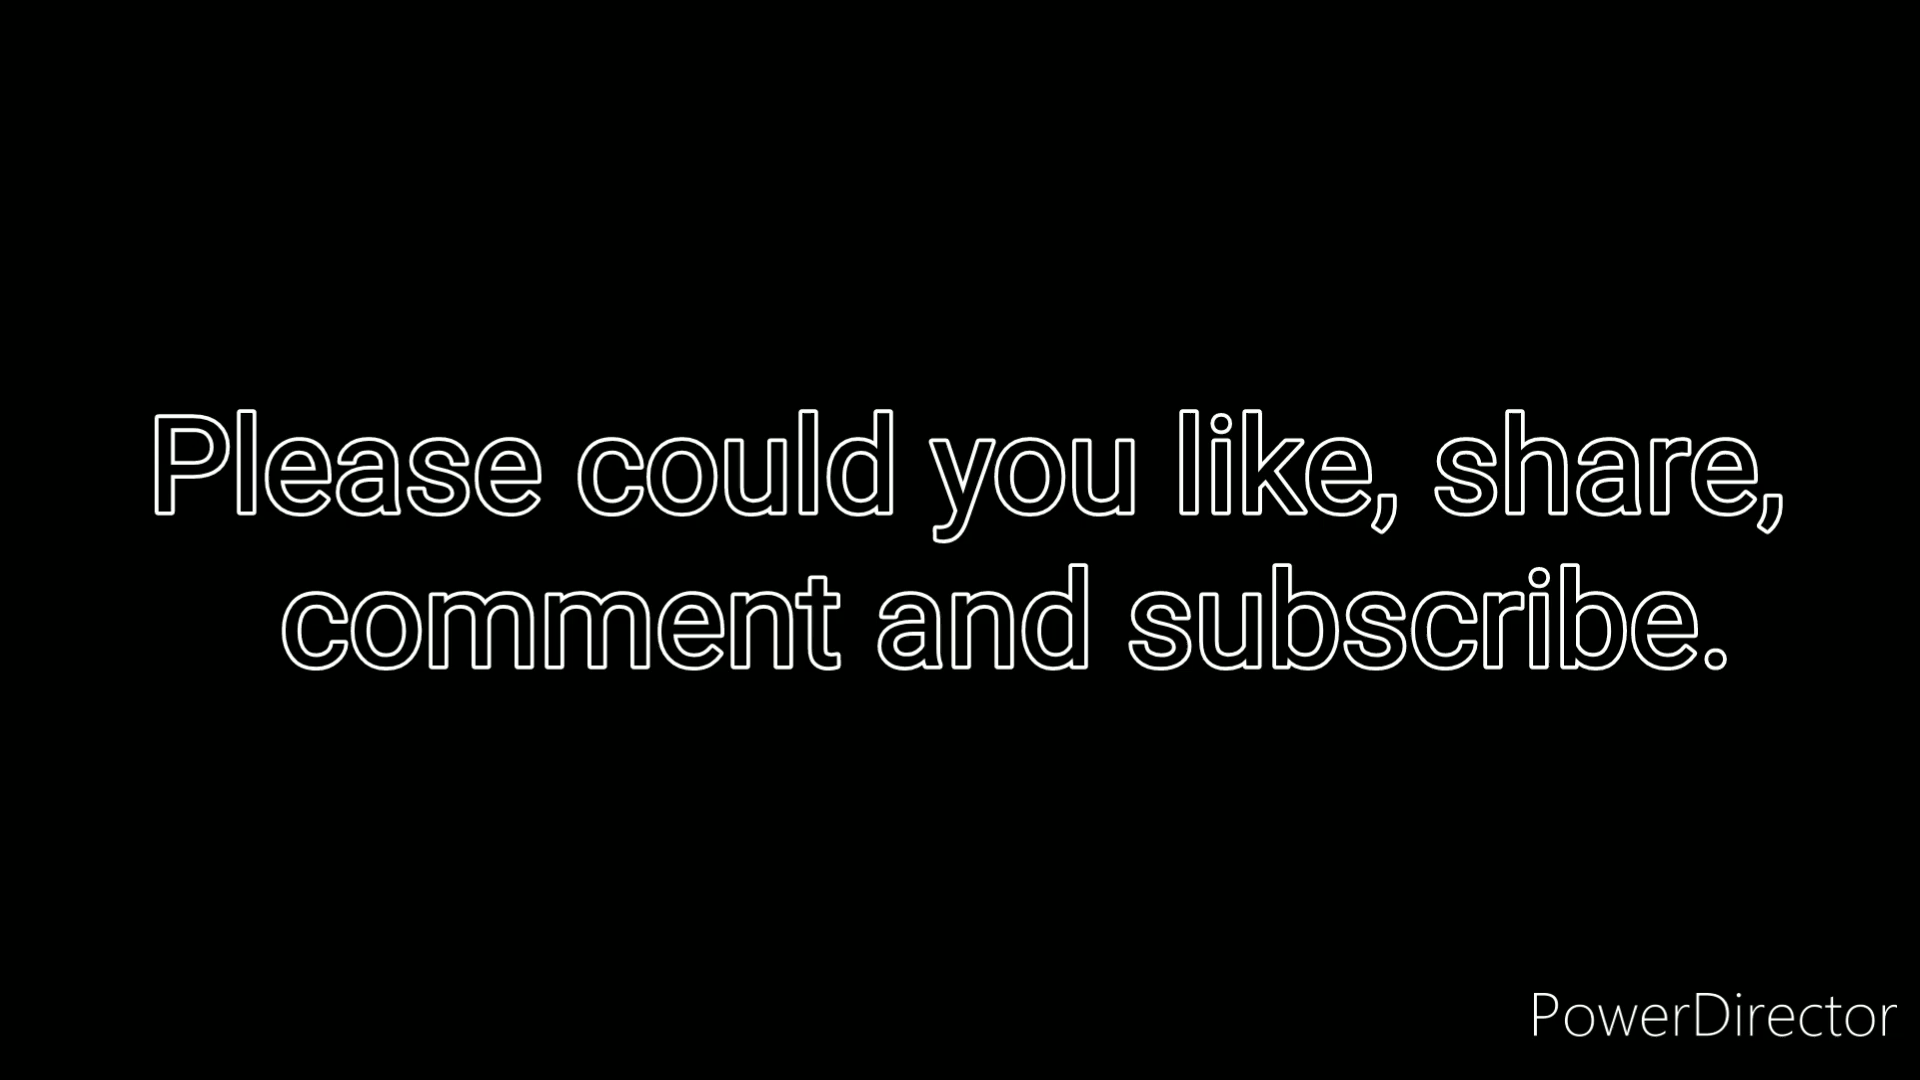 Please could you like, share,
comment and subscribe.
PowerDirector